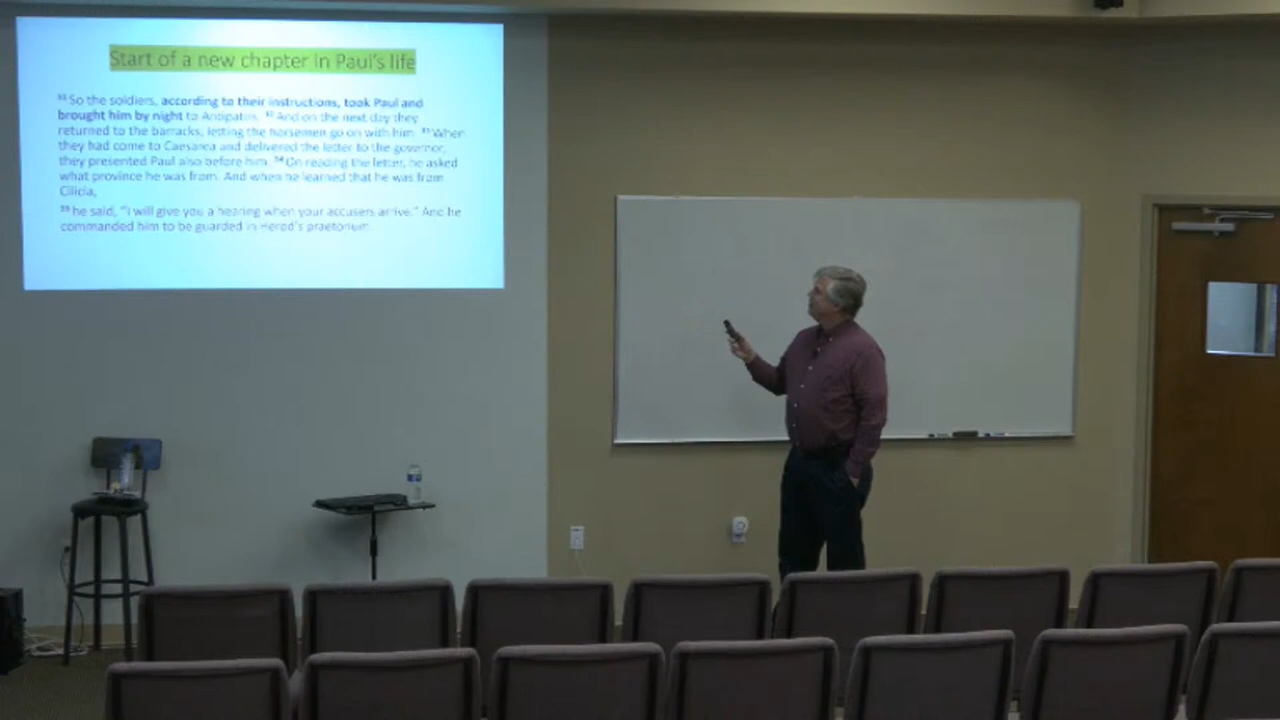 Start of a new chapter in Paul's life
³¹ So the soldiers, according to their instructions, took Paul and
brought him by night to Antipatris. ³² And on the next day they
returned to the barracks, letting the horsemen go on with him. ³³ When
they had come to Caesarea and delivered the letter to the governor,
they presented Paul also before him. ³⁴ On reading the letter, he asked
what province he was from. And when he learned that he was from
Cilicia,
³⁵ he said, “I will give you a hearing when your accusers arrive.” And he
commanded him to be guarded in Herod's praetorium.